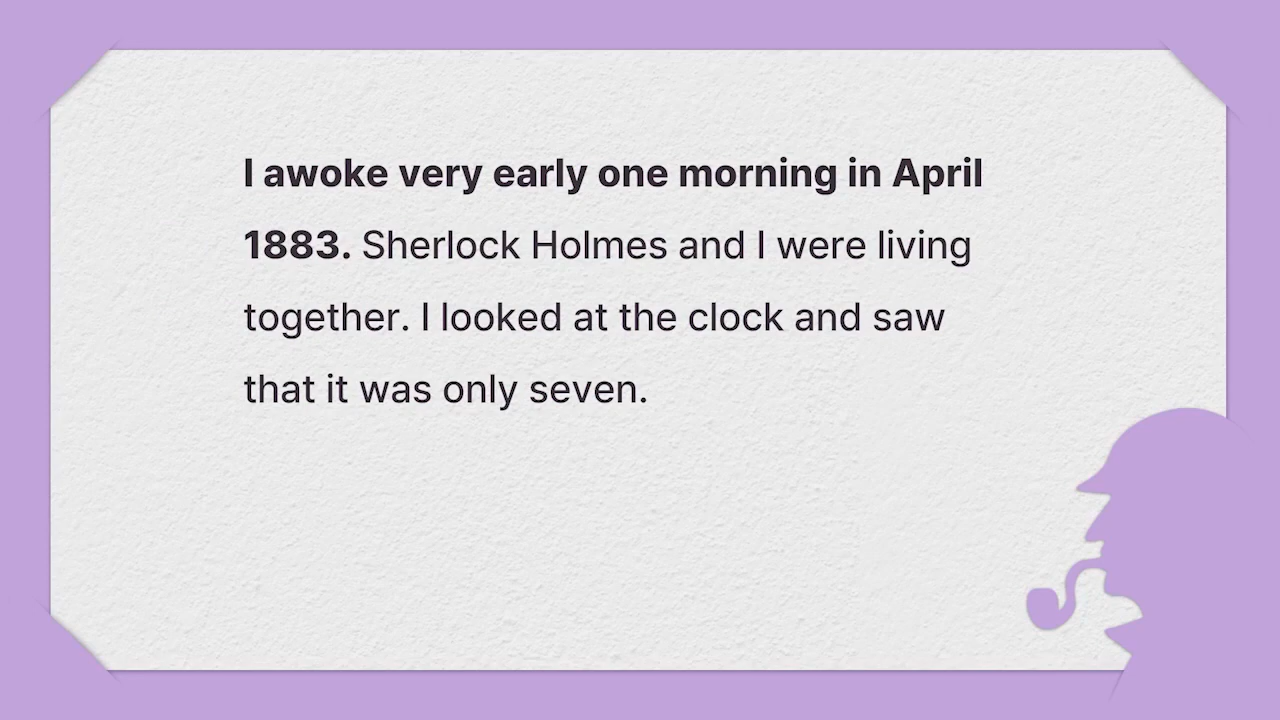 I awoke very early one morning in April
1883. Sherlock Holmes and I were living
together. I looked at the clock and saw
that it was only seven.